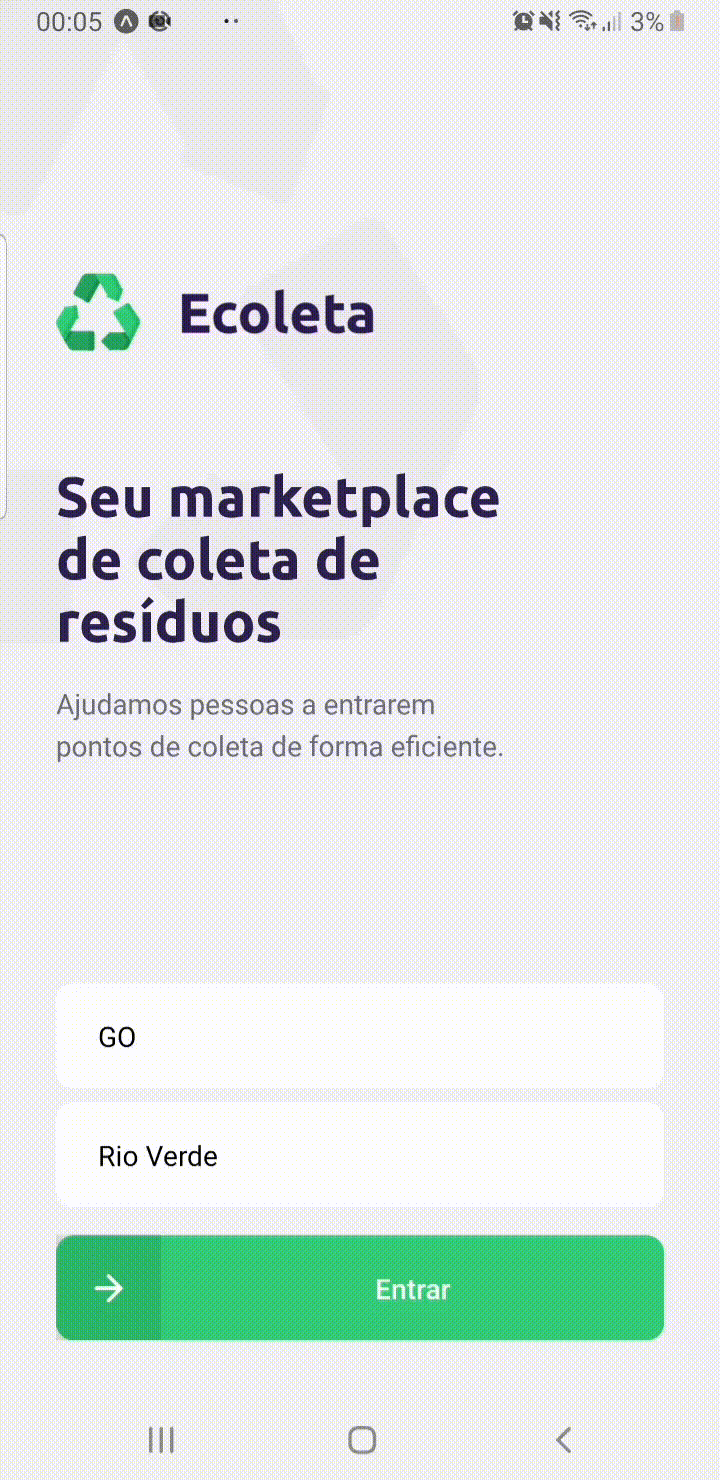 00:05 3%
Ecoleta
Seu marketplace
de coleta de
resíduos
Ajudamos pessoas a entrarem
pontos de coleta de forma eficiente.
GO
Rio Verde
Entrar